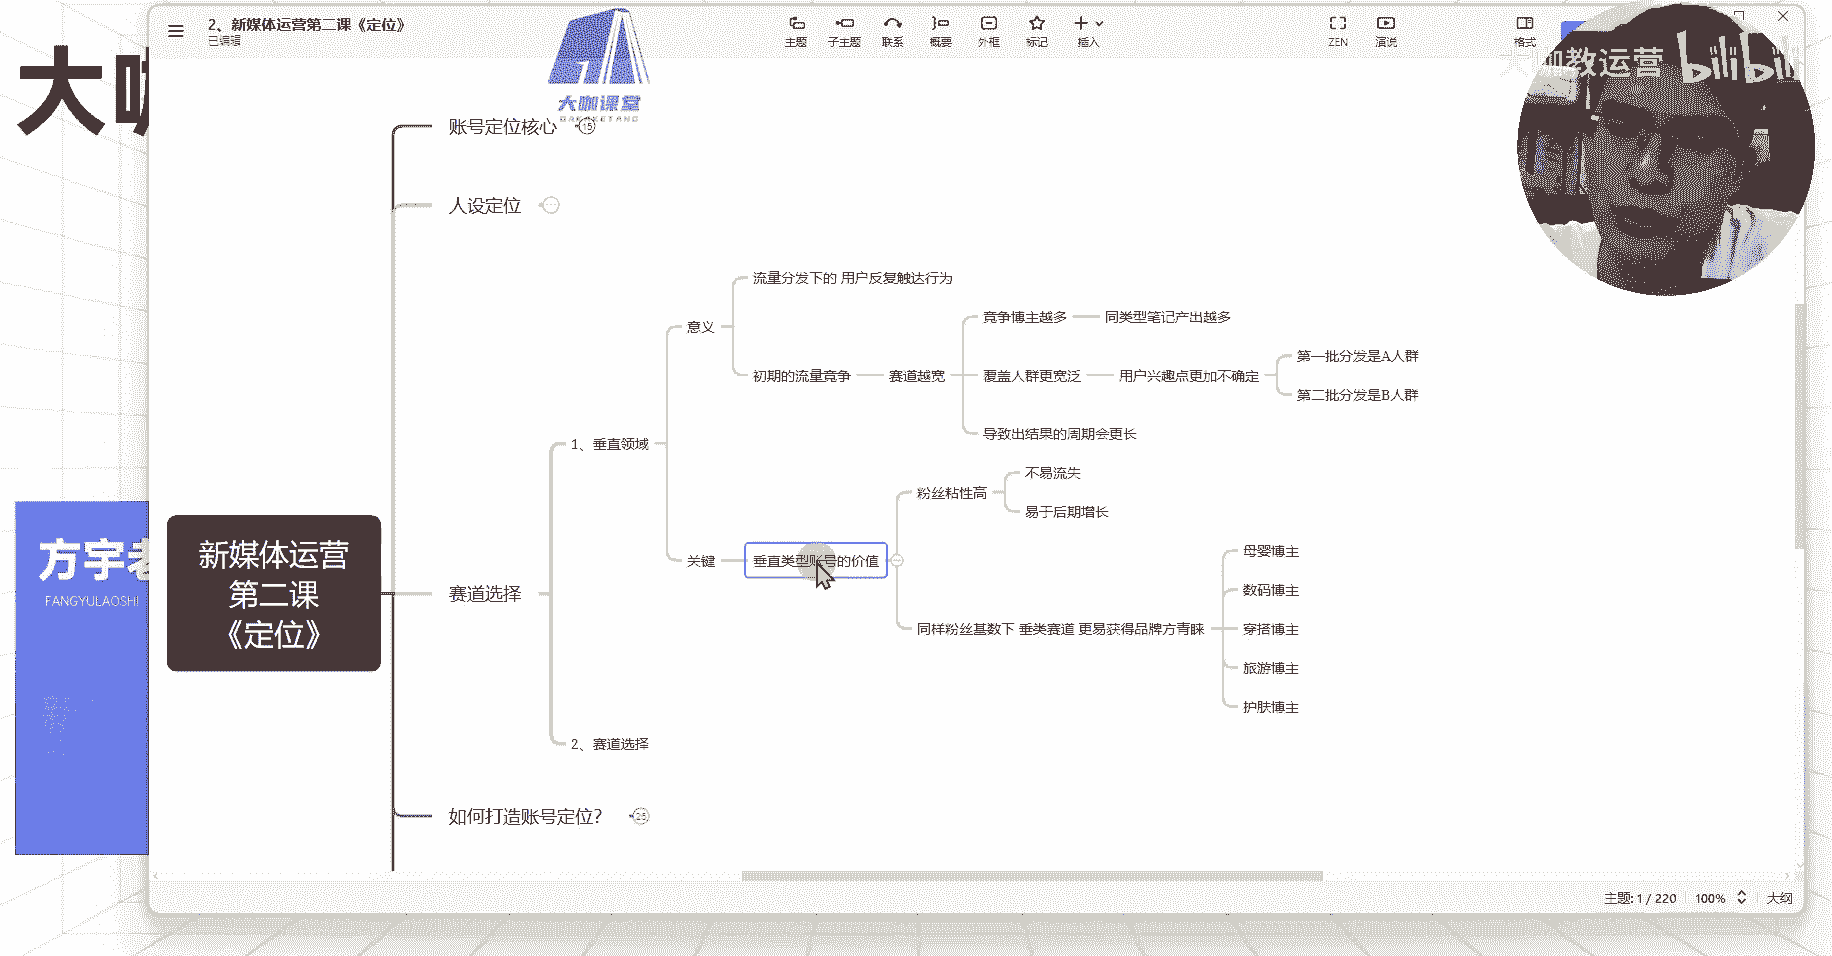 2、新媒体运营第二课《定位》
已编辑
主题
子主题
联系
概要
外框
标记
插入
ZEN
演说
格式
大咖教运营
bilibili
大咖
大咖课堂
DAKAKETANG
账号定位核心
15
人设定位
流量分发下的 用户反复触达行为
意义
竞争博主越多
同类型笔记产出越多
第一批分发是A人群
初期的流量竞争
赛道越宽
覆盖人群更宽泛
用户兴趣点更加不确定
第二批分发是B人群
导致出结果的周期会更长
1、垂直领域
不易流失
粉丝粘性高
易于后期增长
关键
垂直类型账号的价值
母婴博主
数码博主
同样粉丝基数下 垂类赛道 更易获得品牌方青睐
穿搭博主
旅游博主
护肤博主
新媒体运营
第二课
《定位》
赛道选择
2、赛道选择
如何打造账号定位？
方宇老
FANGYULAOSHI
主题: 1 / 220
100%
大纲